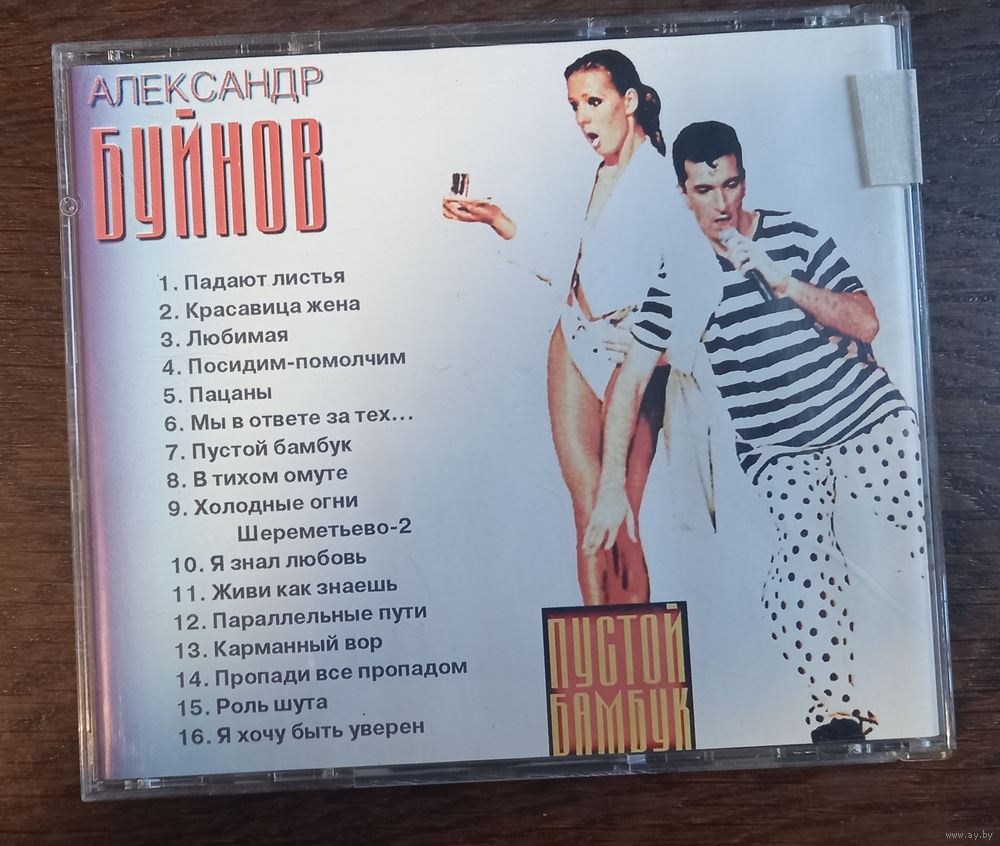 АЛЕКСАНДР
БУЙНОВ
1. Падают листья
2. Красавица жена
3. Любимая
4. Посидим-помолчим
5. Пацаны
6. Мы в ответе за тех...
7. Пустой бамбук
8. В тихом омуте
9. Холодные огни
Шереметьево-2
10. Я знал любовь
11. Живи как знаешь
12. Параллельные пути
13. Карманный вор
14. Пропади все пропадом
15. Роль шута
16. Я хочу быть уверен
ПУСТОЙ
БАМБУК
www.ay.by